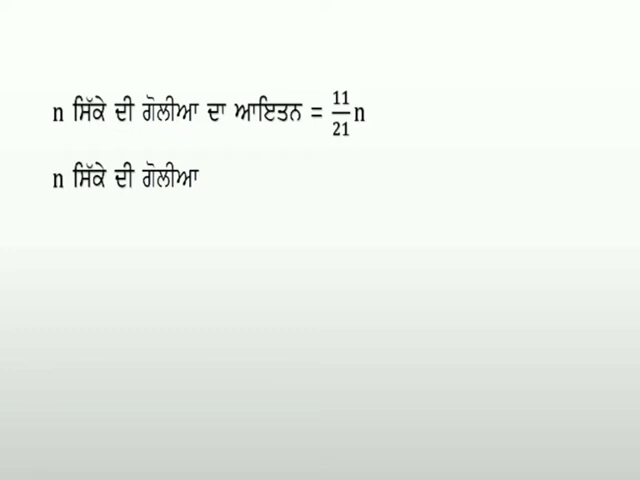 n ਸਿੱਕੇ ਦੀ ਗੋਲੀਆ ਦਾ ਆਇਤਨ = 11/21 n
n ਸਿੱਕੇ ਦੀ ਗੋਲੀਆ